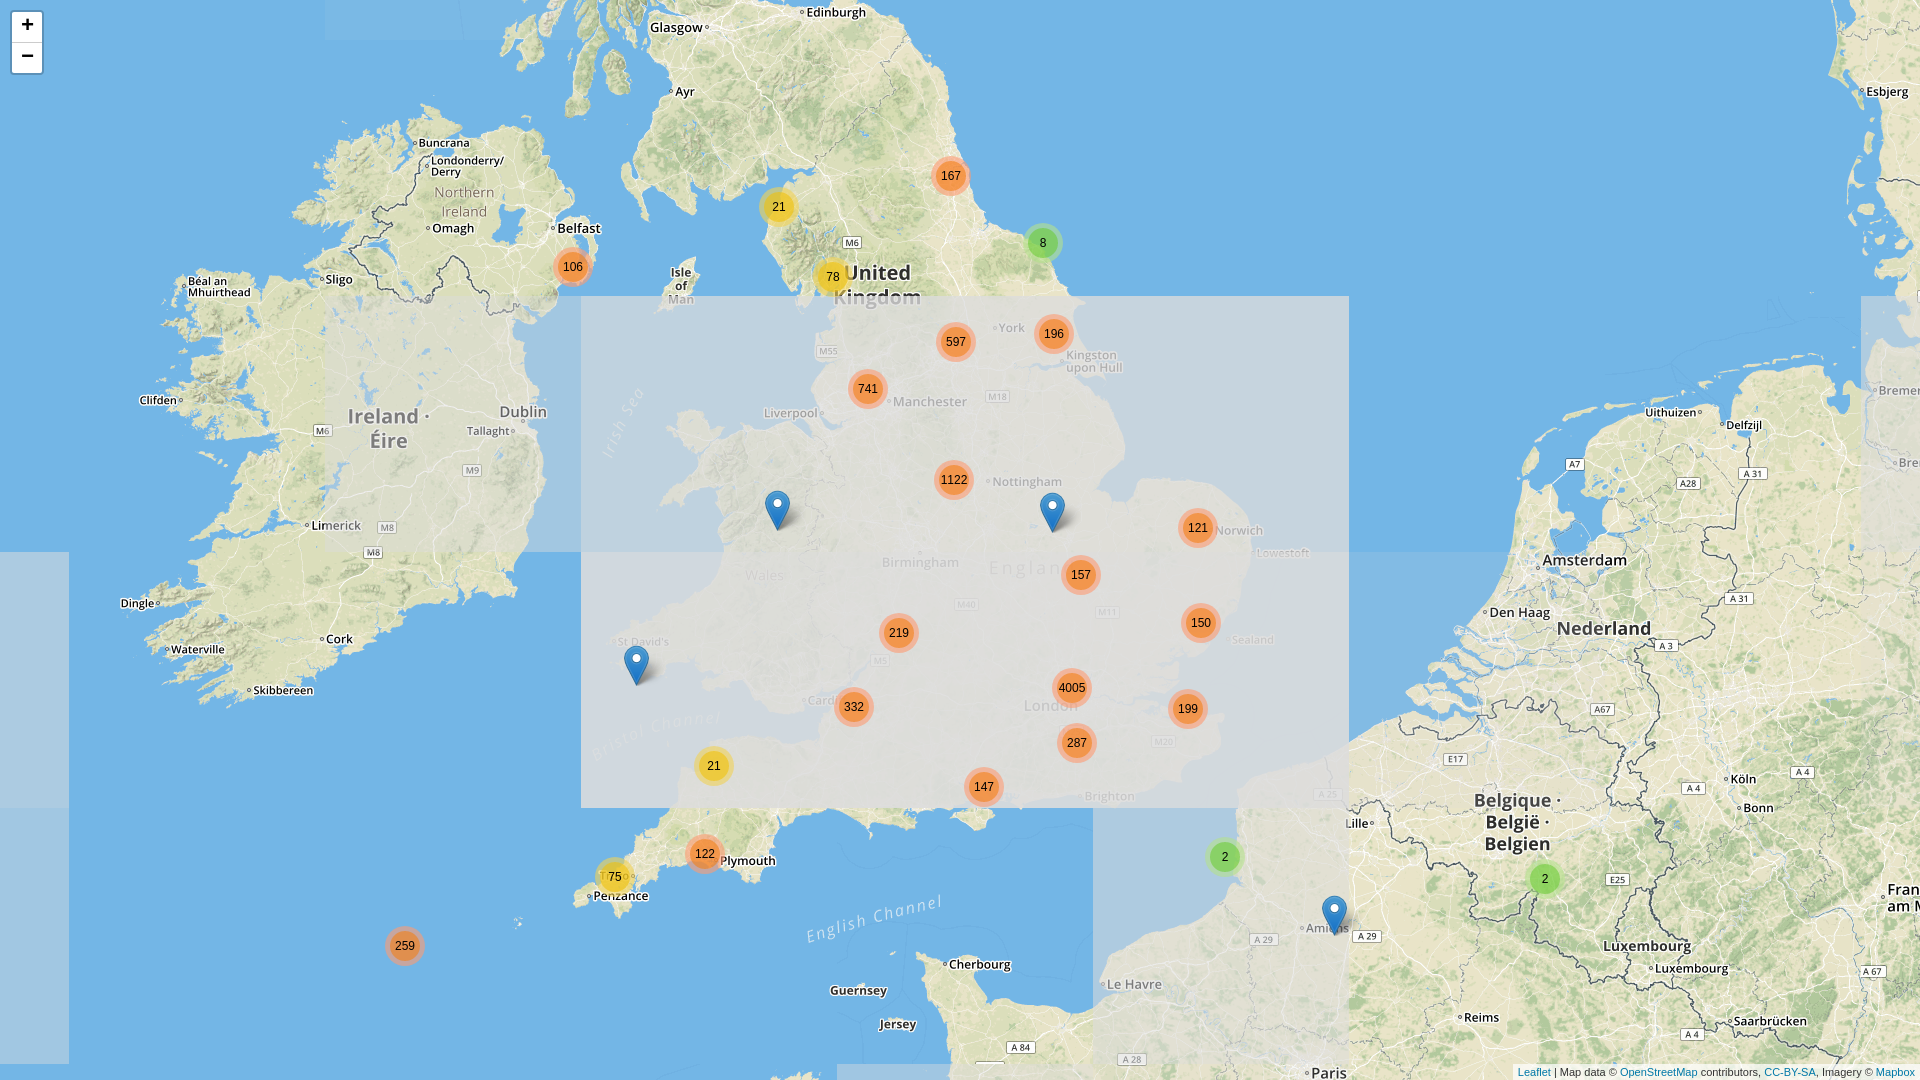 +
−
Edinburgh
Glasgow
Ayr
Esbjerg
Buncrana
Londonderry/
Derry
167
Northern
Ireland
21
Omagh
Belfast
M6
8
106
78
United
Kingdom
Isle
of
Man
Sligo
Béal an
Mhuirthead
York
196
597
M55
Kingston
upon Hull
741
Manchester
M18
Clifden
Liverpool
Dublin
Irish Sea
Ireland ·
Éire
M6
Tallaght
Uithuizen
Delfzijl
M9
A7
A 31
A28
1122
Nottingham
Limerick
M8
121
Norwich
M8
Lowestoft
Birmingham
Wales
157
Amsterdam
Dingle
M40
M11
A 31
Den Haag
Cork
219
150
Nederland
Waterville
St David's
Sealand
A 3
M5
Skibbereen
4005
332
London
199
A67
Bristol Channel
287
M20
E17
21
147
Brighton
A 25
Köln
A 4
A 4
Bonn
Belgique ·
België ·
Belgien
Lille
122
Plymouth
2
75
Penzance
2
E25
English Channel
Amiens
A 29
A 29
259
Luxembourg
Luxembourg
Cherbourg
A 67
Le Havre
Guernsey
Jersey
Reims
Saarbrücken
A 84
A 4
A 28
Paris
Leaflet | Map data © OpenStreetMap contributors, CC-BY-SA, Imagery © Mapbox